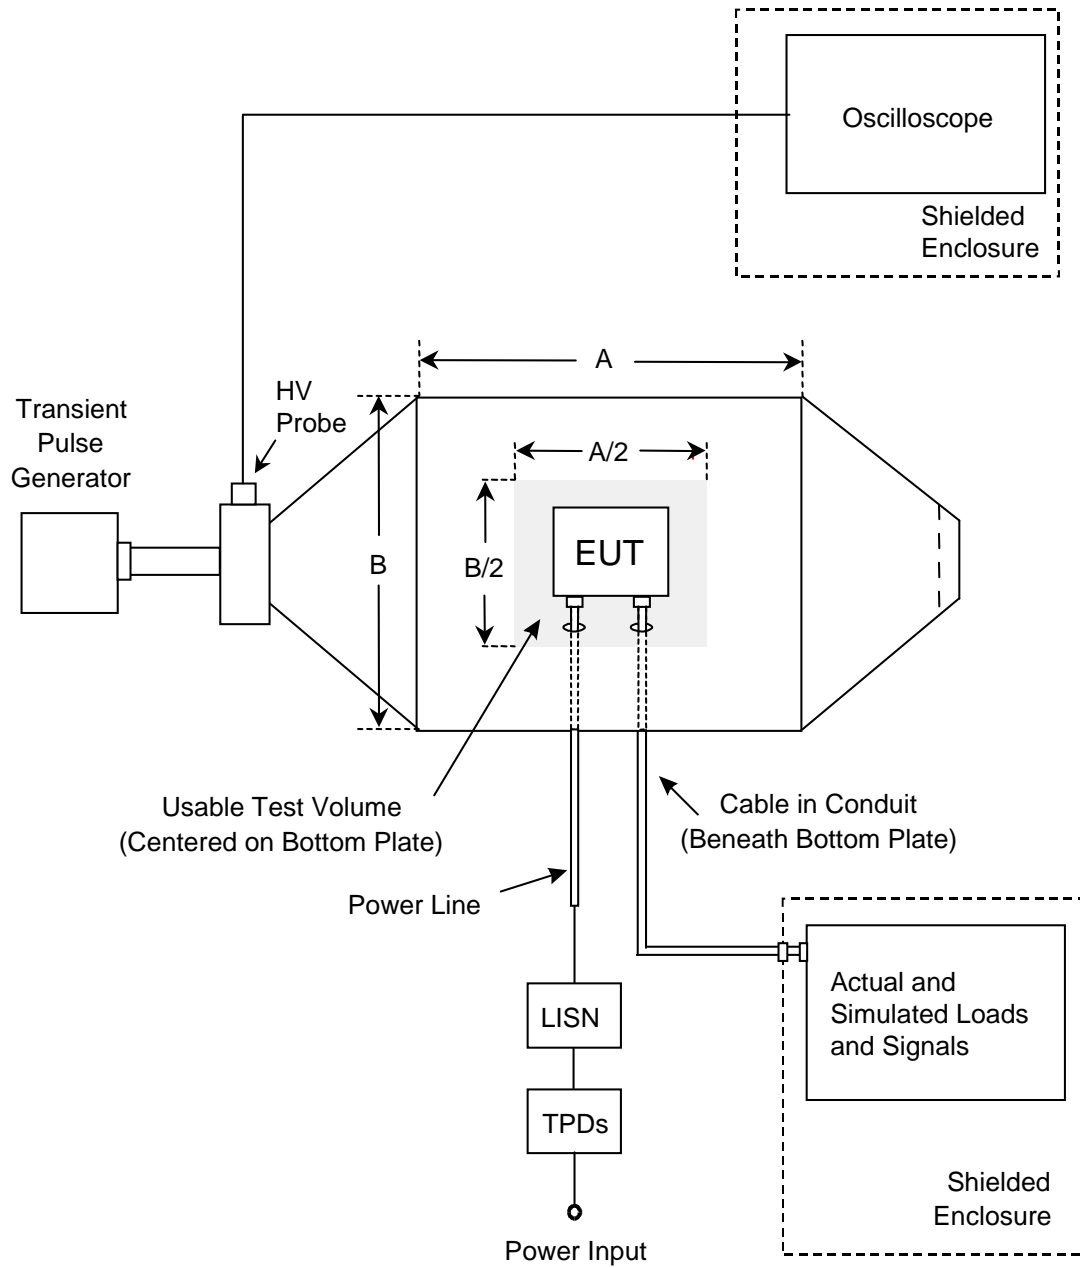 Oscilloscope
Shielded
Enclosure
A
HV
Probe
Transient
Pulse
Generator
A/2
B
B/2
EUT
Usable Test Volume
(Centered on Bottom Plate)
Cable in Conduit
(Beneath Bottom Plate)
Power Line
Actual and
Simulated Loads
and Signals
LISN
TPDs
Shielded
Enclosure
Power Input